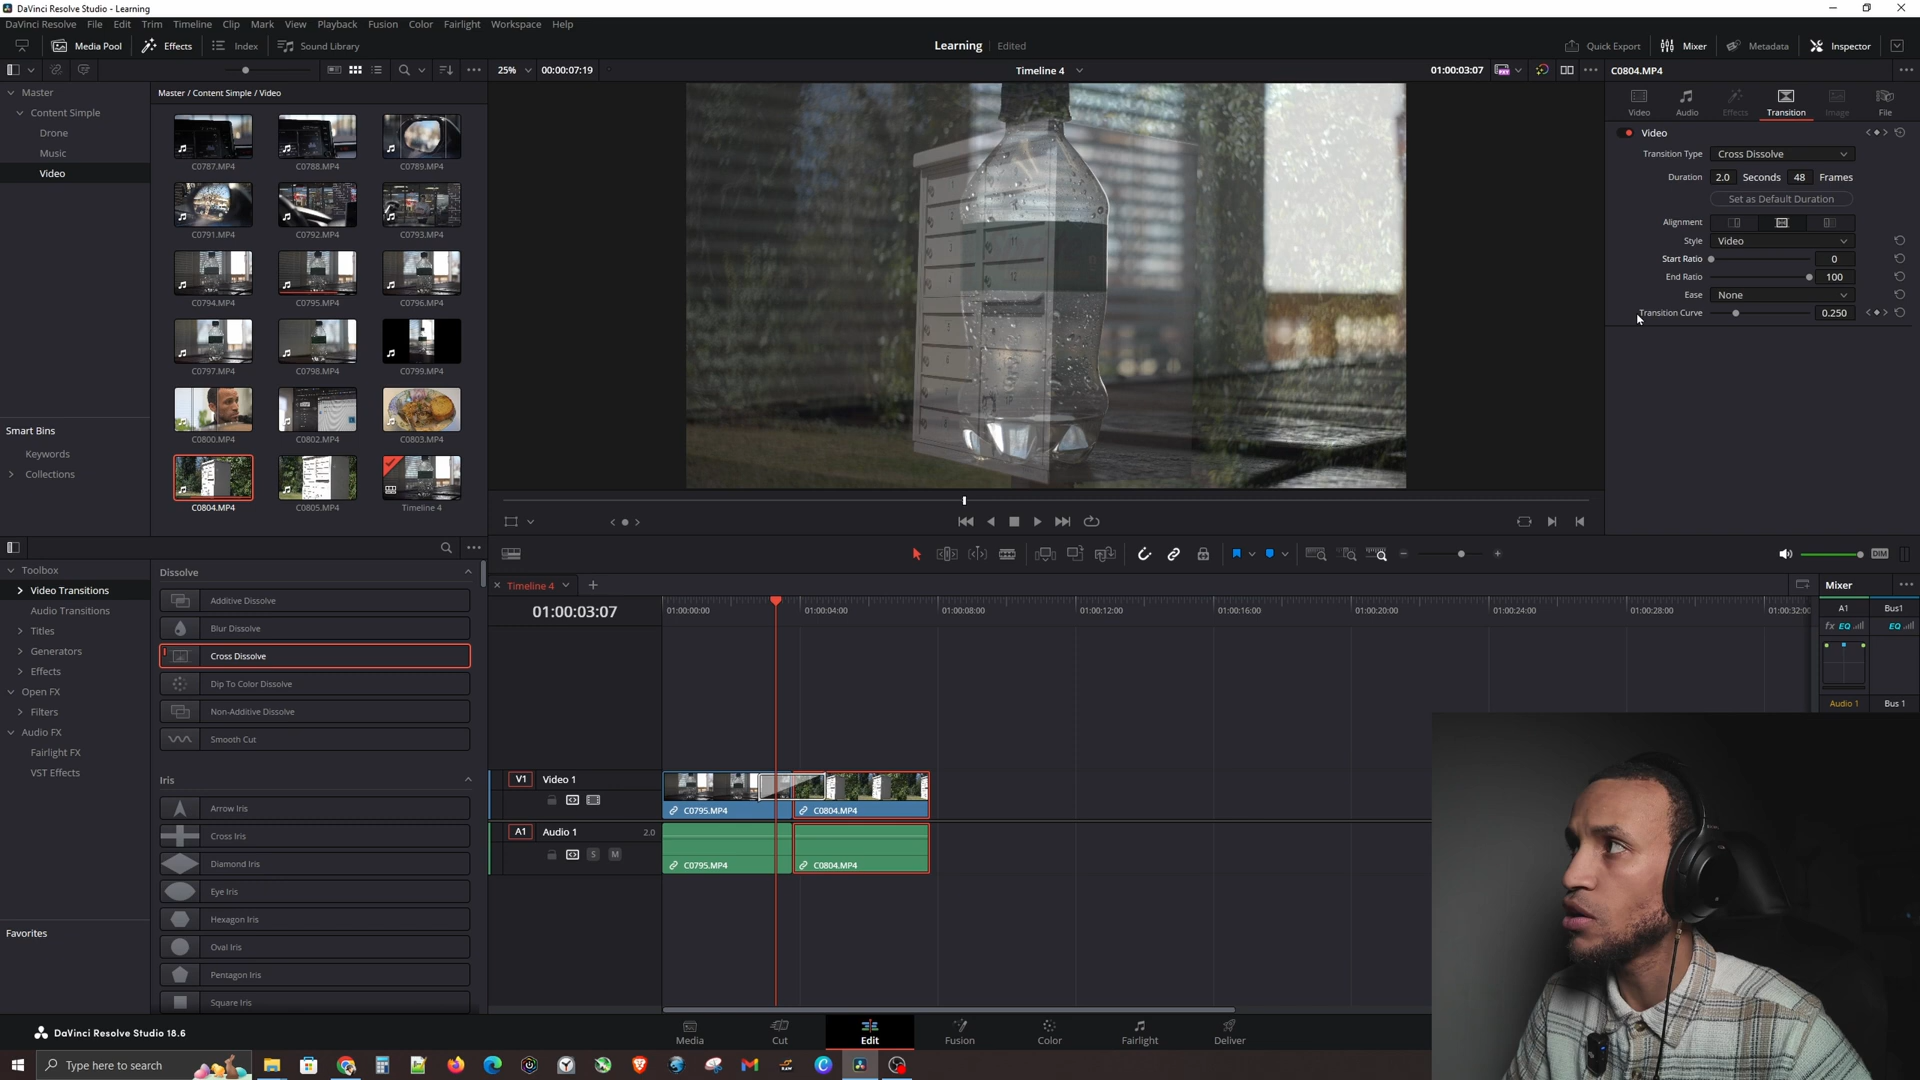 DaVinci Resolve Studio - Learning
DaVinci Resolve File Edit Trim Timeline Clip Mark View Playback Fusion Color Fairlight Workspace Help
Media Pool Effects Index Sound Library
Learning Edited
Quick Export Mixer Metadata Inspector
25% 00:00:07:19
Timeline 4
01:00:03:07
C0804.MP4
Master
Content Simple
Drone
Music
Video
Smart Bins
Keywords
Collections
Master / Content Simple / Video
C0787.MP4 C0788.MP4 C0789.MP4
C0791.MP4 C0792.MP4 C0793.MP4
C0794.MP4 C0795.MP4 C0796.MP4
C0797.MP4 C0798.MP4 C0799.MP4
C0800.MP4 C0802.MP4 C0803.MP4
C0804.MP4 C0805.MP4 Timeline 4
Video Audio Effects Transition Image File
Video
Transition Type Cross Dissolve
Duration 2.0 Seconds 48 Frames
Set as Default Duration
Alignment
Style Video
Start Ratio 0
End Ratio 100
Ease None
Transition Curve 0.250
Toolbox
Video Transitions
Audio Transitions
Titles
Generators
Effects
Open FX
Filters
Audio FX
Fairlight FX
VST Effects
Favorites
Dissolve
Additive Dissolve
Blur Dissolve
Cross Dissolve
Dip To Color Dissolve
Non-Additive Dissolve
Smooth Cut
Iris
Arrow Iris
Cross Iris
Diamond Iris
Eye Iris
Hexagon Iris
Oval Iris
Pentagon Iris
Square Iris
DIM
Timeline 4
01:00:03:07
01:00:00:00 01:00:04:00 01:00:08:00 01:00:12:00 01:00:16:00 01:00:20:00 01:00:24:00 01:00:28:00 01:00:32:00
V1 Video 1
C0795.MP4 C0804.MP4
A1 Audio 1 2.0
S M
C0795.MP4 C0804.MP4
Mixer
A1 Bus1
fx EQ EQ
Audio 1 Bus 1
DaVinci Resolve Studio 18.6
Media Cut Edit Fusion Color Fairlight Deliver
Type here to search